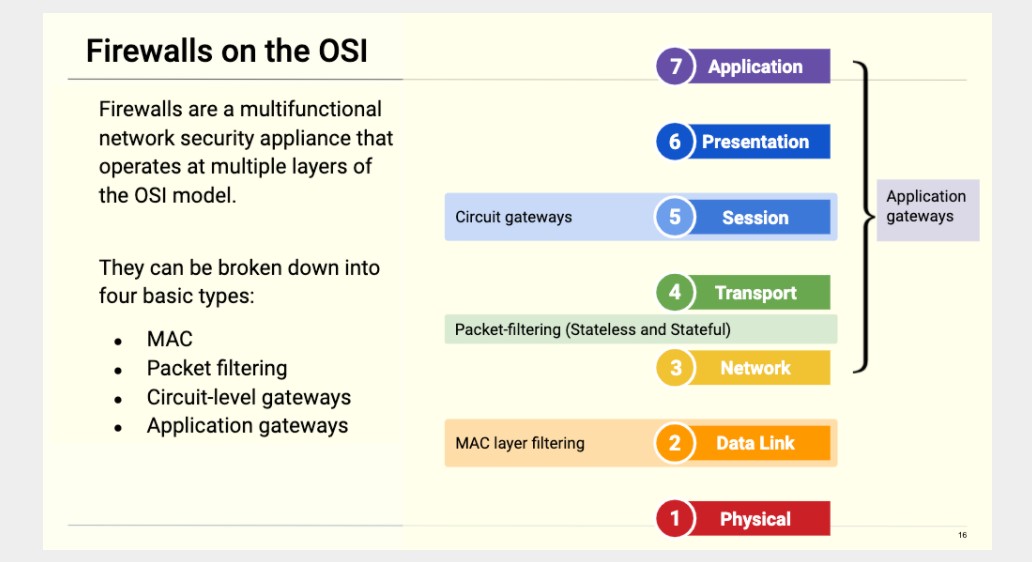 Firewalls on the OSI
Firewalls are a multifunctional
network security appliance that
operates at multiple layers of
the OSI model.
They can be broken down into
four basic types:
● MAC
● Packet filtering
● Circuit-level gateways
● Application gateways
7 Application
6 Presentation
Circuit gateways 5 Session
Application
gateways
4 Transport
Packet-filtering (Stateless and Stateful)
3 Network
MAC layer filtering 2 Data Link
1 Physical
16